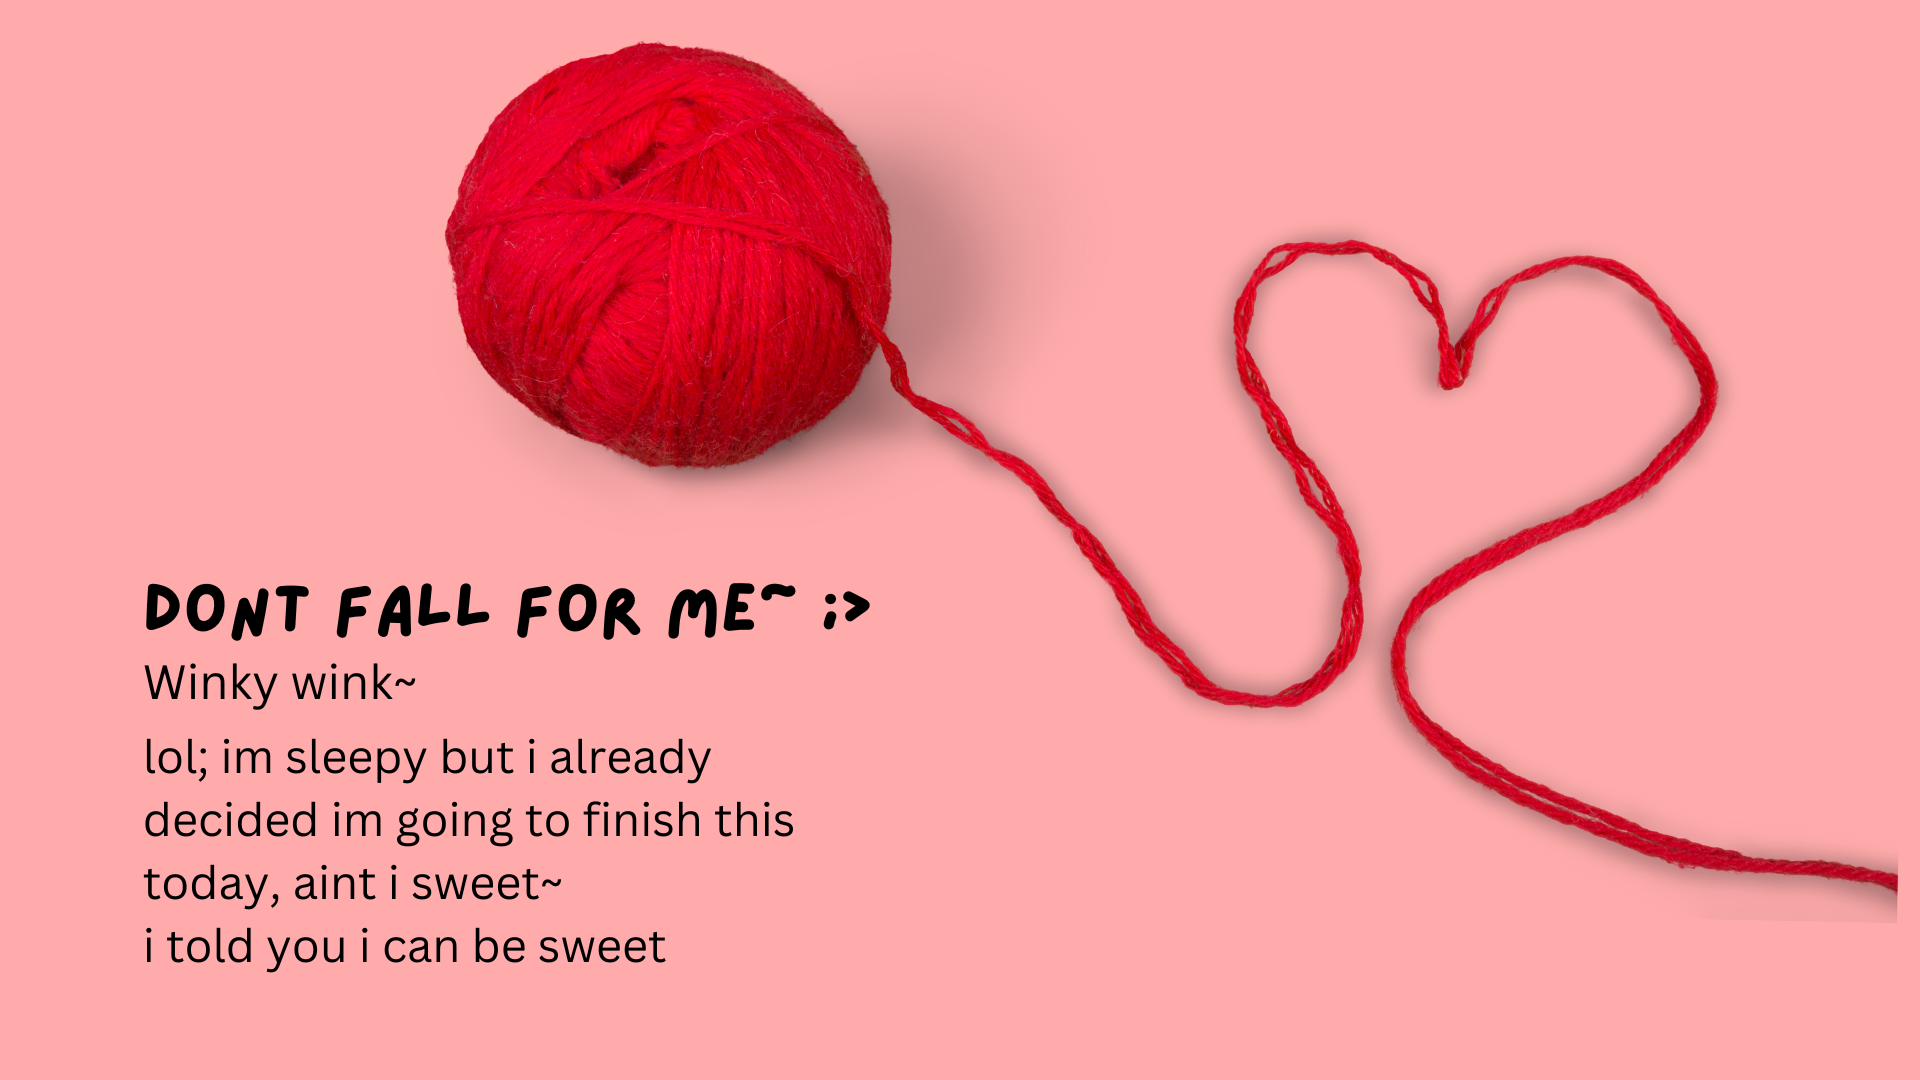 DONT FALL FOR ME~ ;>
Winky wink~
lol; im sleepy but i already
decided im going to finish this
today, aint i sweet~
i told you i can be sweet